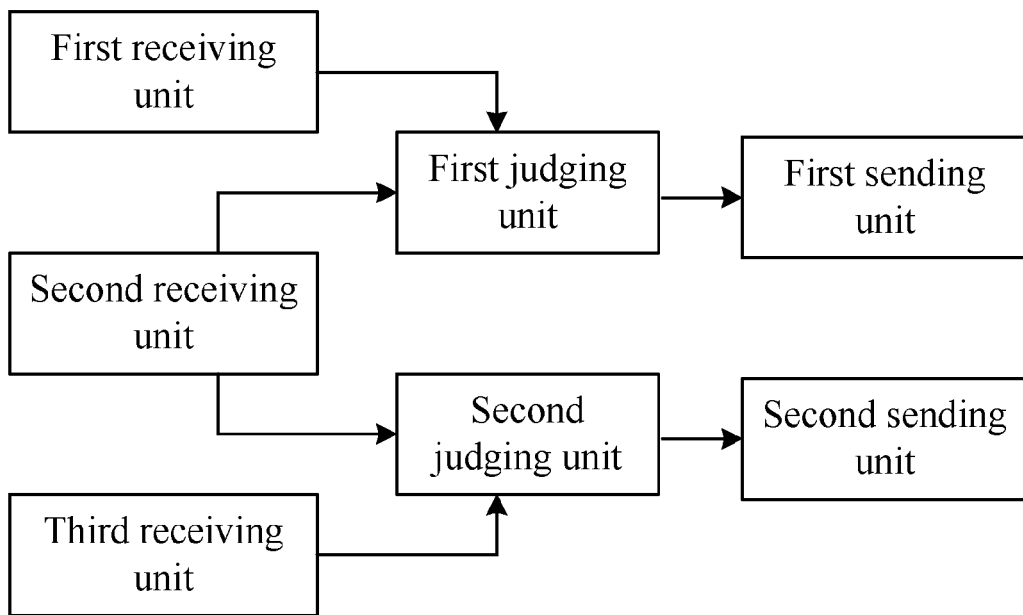 First receiving
unit
First judging
unit
First sending
unit
Second receiving
unit
Second
judging unit
Second sending
unit
Third receiving
unit